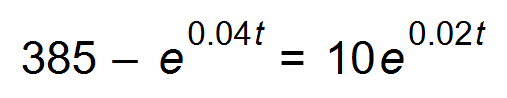 385 – e^{0.04t} = 10e^{0.02t}